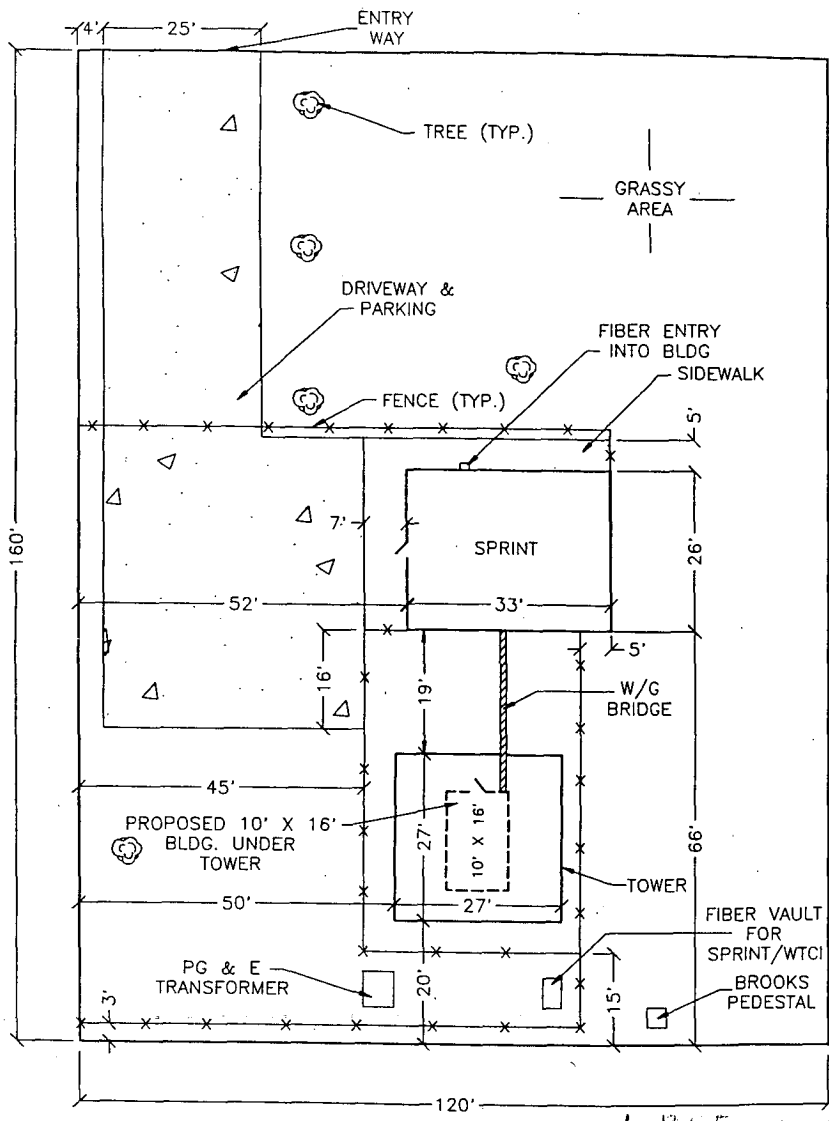 4'
25'
ENTRY
WAY
TREE (TYP.)
GRASSY
AREA
DRIVEWAY &
PARKING
FIBER ENTRY
INTO BLDG
SIDEWALK
FENCE (TYP.)
5'
160'
7'
SPRINT
26'
52'
33'
5'
16'
19'
W/G
BRIDGE
45'
PROPOSED 10' X 16'
BLDG. UNDER
TOWER
27'
10' X 16'
66'
TOWER
50'
27'
FIBER VAULT
FOR
SPRINT/WTCI
PG & E
TRANSFORMER
BROOKS
PEDESTAL
3'
20'
15'
120'